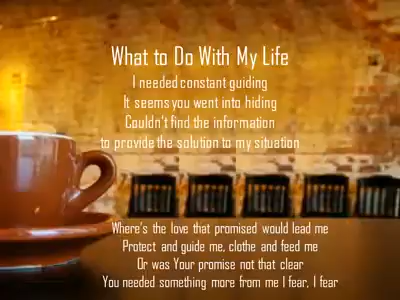 What to Do With My Life
I needed constant guiding
It seems you went into hiding
Couldn't find the information
to provide the solution to my situation
Where's the love that promised would lead me
Protect and guide me, clothe and feed me
Or was Your promise not that clear
You needed something more from me I fear, I fear